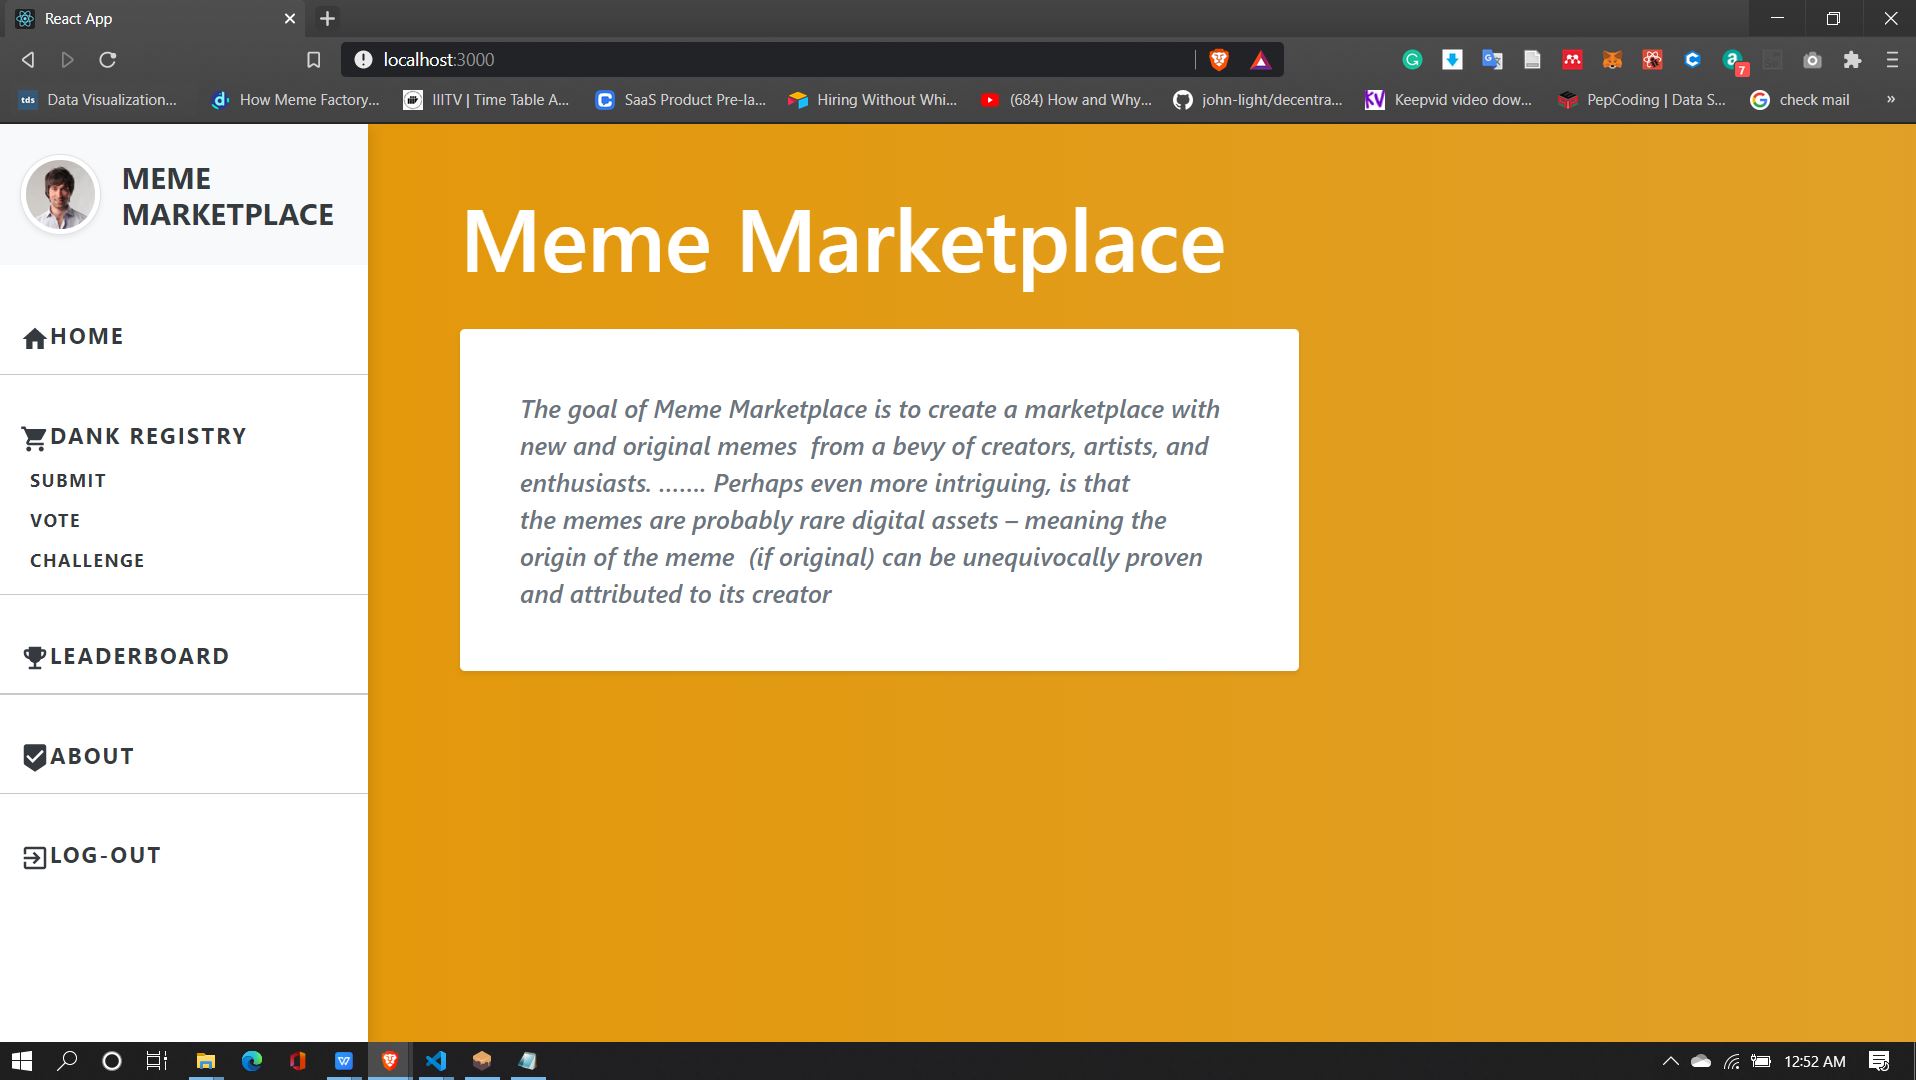 React App
localhost:3000
tds Data Visualization... How Meme Factory... IIITV | Time Table A... SaaS Product Pre-la... Hiring Without Whi... (684) How and Why... john-light/decentra... KV Keepvid video dow... PepCoding | Data S... check mail »
7
MEME
MARKETPLACE
HOME
DANK REGISTRY
SUBMIT
VOTE
CHALLENGE
LEADERBOARD
ABOUT
LOG-OUT
Meme Marketplace
The goal of Meme Marketplace is to create a marketplace with
new and original memes from a bevy of creators, artists, and
enthusiasts. ....... Perhaps even more intriguing, is that
the memes are probably rare digital assets – meaning the
origin of the meme (if original) can be unequivocally proven
and attributed to its creator
12:52 AM